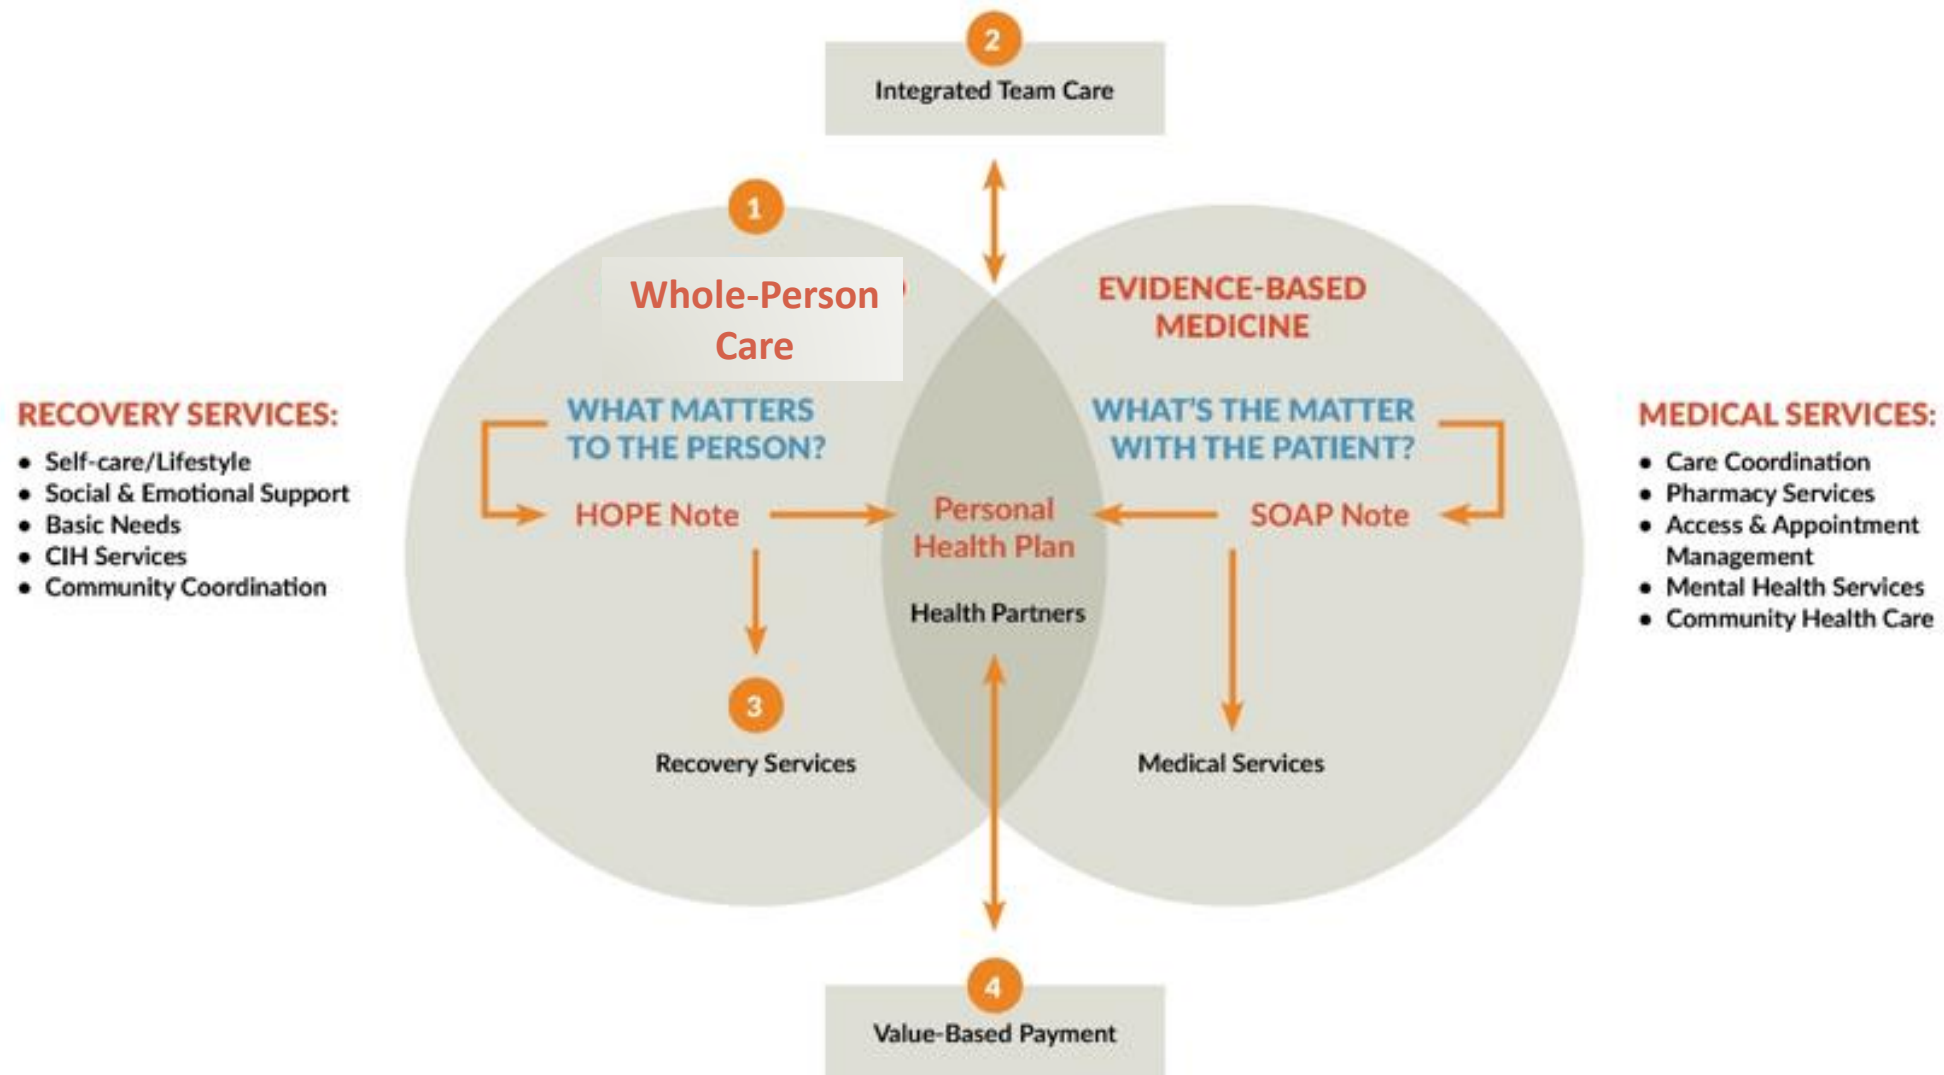 2
Integrated Team Care
1
Whole-Person
Care
EVIDENCE-BASED
MEDICINE
RECOVERY SERVICES:
• Self-care/Lifestyle
• Social & Emotional Support
• Basic Needs
• CIH Services
• Community Coordination
WHAT MATTERS
TO THE PERSON?
HOPE Note
Personal
Health Plan
Health Partners
WHAT'S THE MATTER
WITH THE PATIENT?
SOAP Note
MEDICAL SERVICES:
• Care Coordination
• Pharmacy Services
• Access & Appointment
Management
• Mental Health Services
• Community Health Care
3
Recovery Services
Medical Services
4
Value-Based Payment